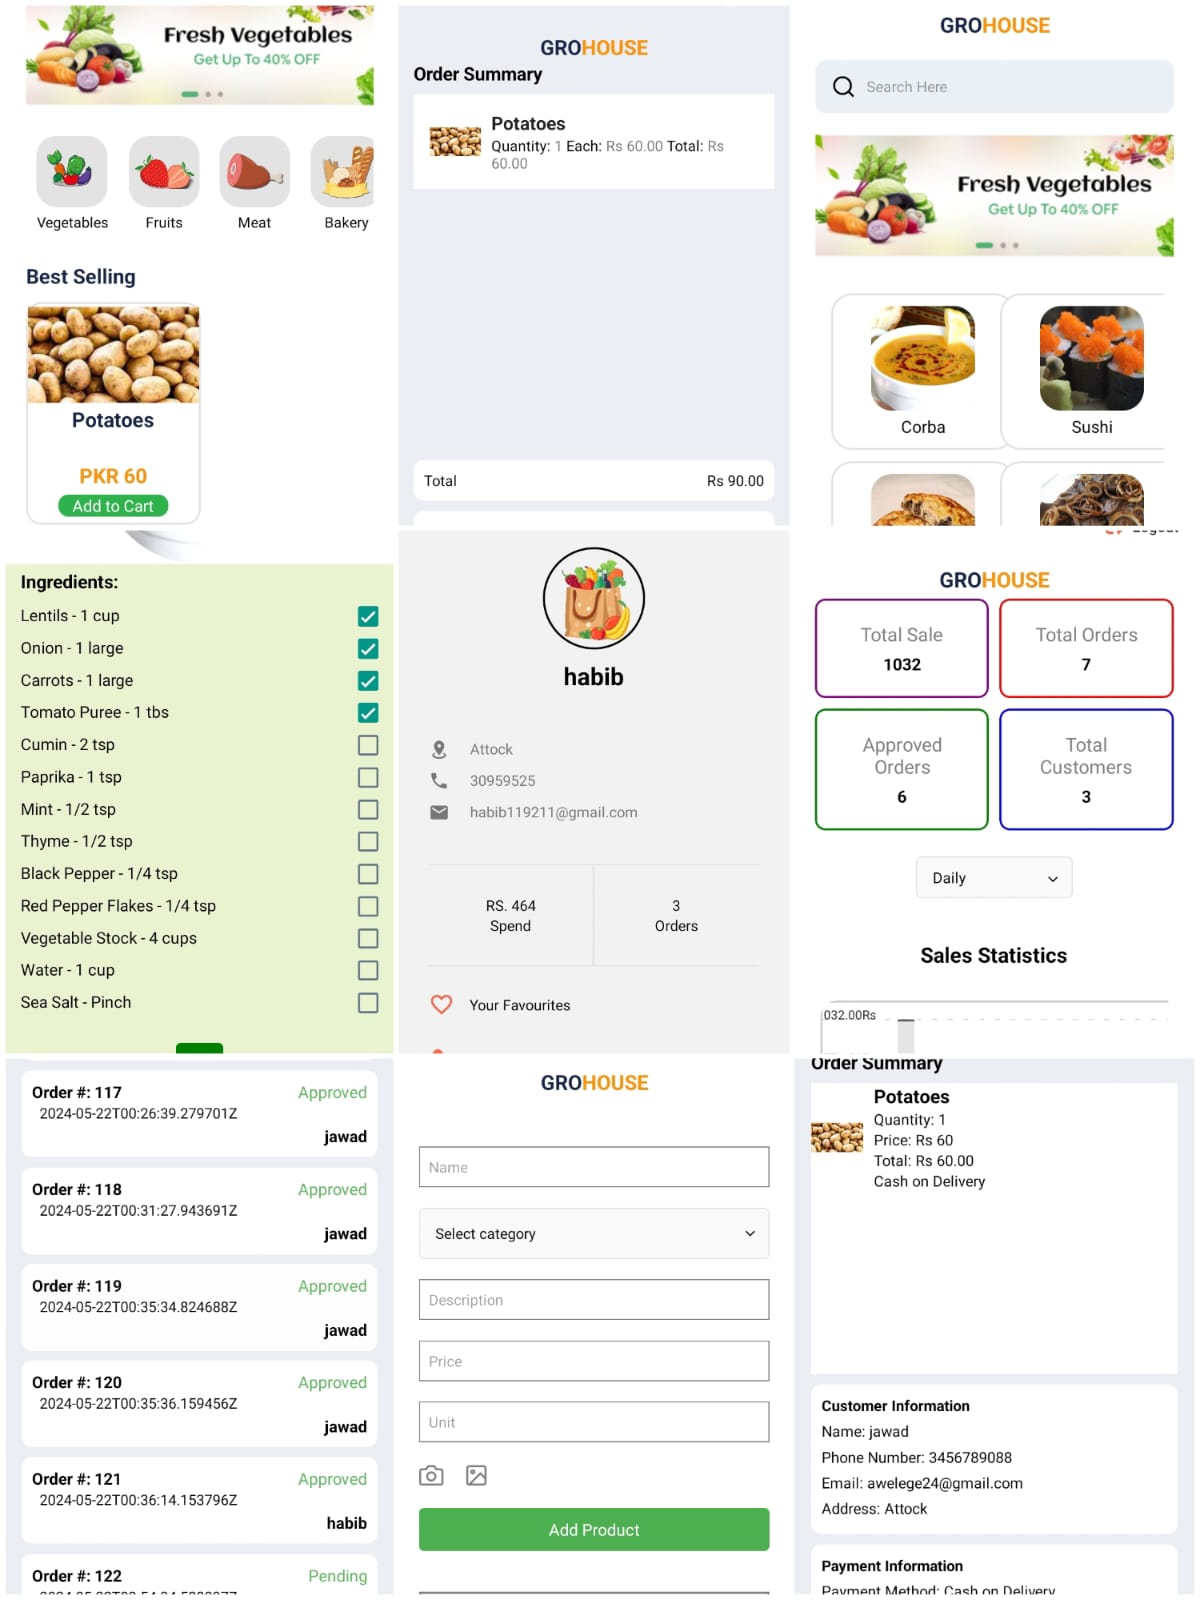 Fresh Vegetables
Get Up To 40% OFF
Vegetables
Fruits
Meat
Bakery
Best Selling
Potatoes
PKR 60
Add to Cart
GROHOUSE
Order Summary
Potatoes
Quantity: 1 Each: Rs 60.00 Total: Rs
60.00
Total
Rs 90.00
GROHOUSE
Search Here
Fresh Vegetables
Get Up To 40% OFF
Corba
Sushi
Ingredients:
Lentils - 1 cup
Onion - 1 large
Carrots - 1 large
Tomato Puree - 1 tbs
Cumin - 2 tsp
Paprika - 1 tsp
Mint - 1/2 tsp
Thyme - 1/2 tsp
Black Pepper - 1/4 tsp
Red Pepper Flakes - 1/4 tsp
Vegetable Stock - 4 cups
Water - 1 cup
Sea Salt - Pinch
habib
Attock
30959525
habib119211@gmail.com
RS. 464
Spend
3
Orders
Your Favourites
Logout
GROHOUSE
Total Sale
1032
Total Orders
7
Approved
Orders
6
Total
Customers
3
Daily
Sales Statistics
032.00Rs
Order #: 117
Approved
2024-05-22T00:26:39.279701Z
jawad
Order #: 118
Approved
2024-05-22T00:31:27.943691Z
jawad
Order #: 119
Approved
2024-05-22T00:35:34.824688Z
jawad
Order #: 120
Approved
2024-05-22T00:35:36.159456Z
jawad
Order #: 121
Approved
2024-05-22T00:36:14.153796Z
habib
Order #: 122
Pending
GROHOUSE
Name
Select category
Description
Price
Unit
Add Product
Order Summary
Potatoes
Quantity: 1
Price: Rs 60
Total: Rs 60.00
Cash on Delivery
Customer Information
Name: jawad
Phone Number: 3456789088
Email: awelege24@gmail.com
Address: Attock
Payment Information
Payment Method: Cash on Delivery